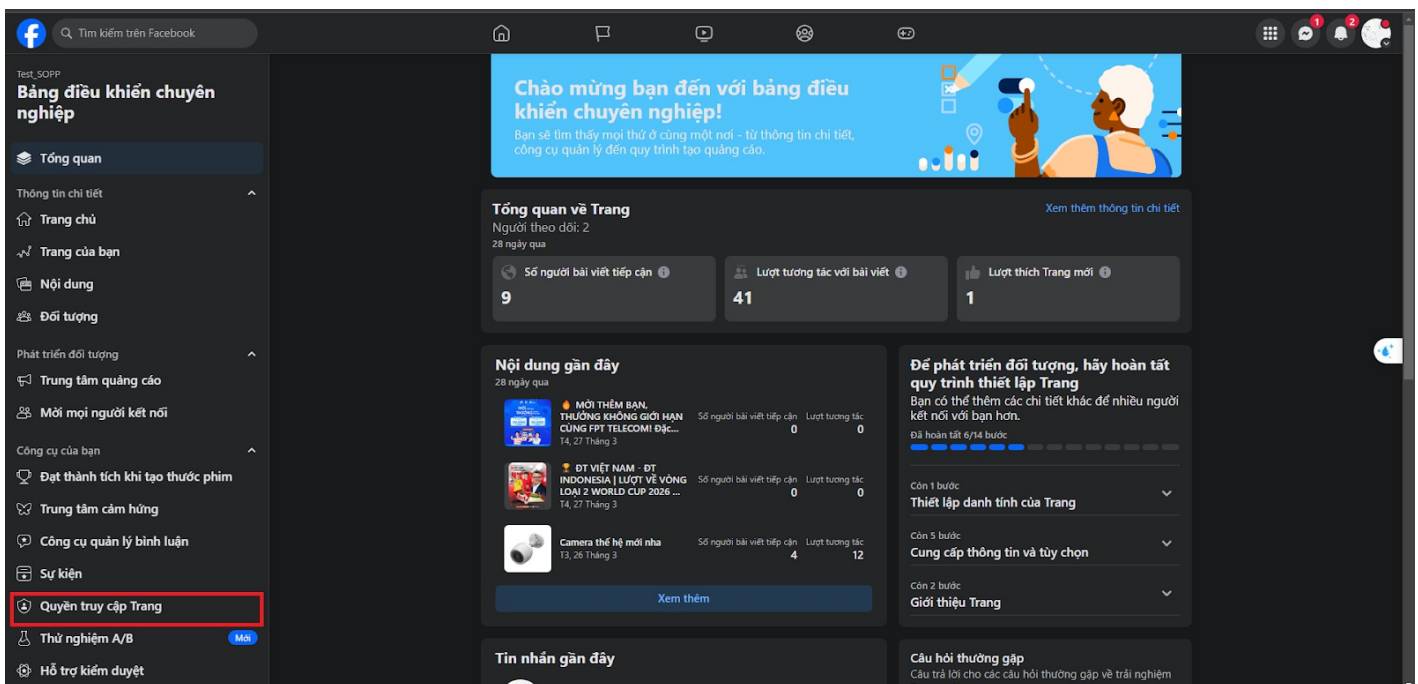 Tìm kiếm trên Facebook
1
2
Test_SOPP
Bảng điều khiển chuyên
nghiệp
Tổng quan
Thông tin chi tiết
Trang chủ
Trang của bạn
Nội dung
Đối tượng
Phát triển đối tượng
Trung tâm quảng cáo
Mời mọi người kết nối
Công cụ của bạn
Đạt thành tích khi tạo thước phim
Trung tâm cảm hứng
Công cụ quản lý bình luận
Sự kiện
Quyền truy cập Trang
Thử nghiệm A/B
Mới
Hỗ trợ kiểm duyệt
Chào mừng bạn đến với bảng điều
khiển chuyên nghiệp!
Bạn sẽ tìm thấy mọi thứ ở cùng một nơi - từ thông tin chi tiết,
công cụ quản lý đến quy trình tạo quảng cáo.
Tổng quan về Trang
Xem thêm thông tin chi tiết
Người theo dõi: 2
28 ngày qua
Số người bài viết tiếp cận
9
Lượt tương tác với bài viết
41
Lượt thích Trang mới
1
Nội dung gần đây
28 ngày qua
MỜI THÊM BẠN,
THƯỞNG KHÔNG GIỚI HẠN
CÙNG FPT TELECOM! Đặc...
T4, 27 Tháng 3
Số người bài viết tiếp cận Lượt tương tác
0 0
ĐT VIỆT NAM - ĐT
INDONESIA | LƯỢT VỀ VÒNG
LOẠI 2 WORLD CUP 2026 ...
T4, 27 Tháng 3
Số người bài viết tiếp cận Lượt tương tác
0 0
Camera thế hệ mới nha
T3, 26 Tháng 3
Số người bài viết tiếp cận Lượt tương tác
4 12
Xem thêm
Để phát triển đối tượng, hãy hoàn tất
quy trình thiết lập Trang
Bạn có thể thêm các chi tiết khác để nhiều người
kết nối với bạn hơn.
Đã hoàn tất 6/14 bước
Còn 1 bước
Thiết lập danh tính của Trang
Còn 5 bước
Cung cấp thông tin và tùy chọn
Còn 2 bước
Giới thiệu Trang
Tin nhắn gần đây
Câu hỏi thường gặp
Câu trả lời cho các câu hỏi thường gặp về trải nghiệm